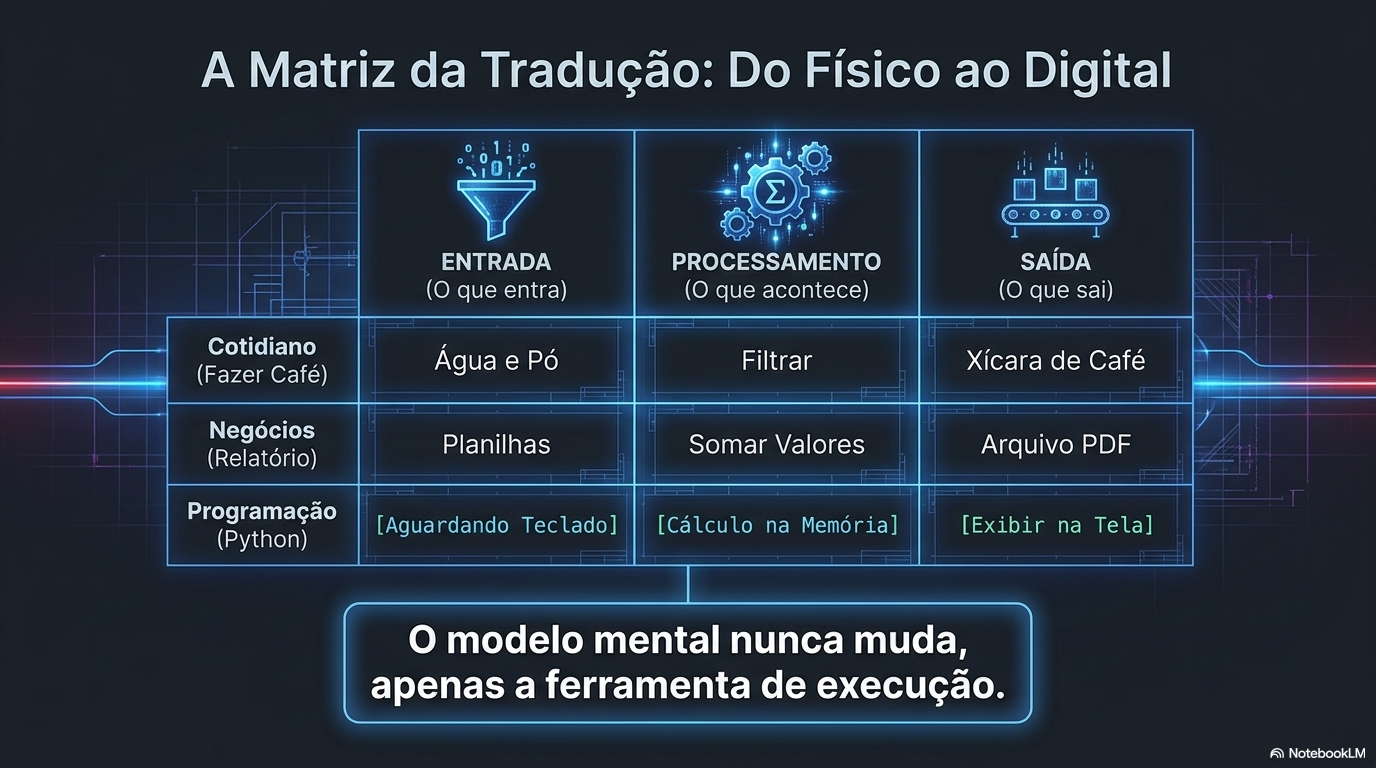 A Matriz da Tradução: Do Físico ao Digital
ENTRADA
(O que entra)
PROCESSAMENTO
(O que acontece)
SAÍDA
(O que sai)
Cotidiano
(Fazer Café)
Água e Pó
Filtrar
Xícara de Café
Negócios
(Relatório)
Planilhas
Somar Valores
Arquivo PDF
Programação
(Python)
[Aguardando Teclado]
[Cálculo na Memória]
[Exibir na Tela]
O modelo mental nunca muda,
apenas a ferramenta de execução.
NotebookLM